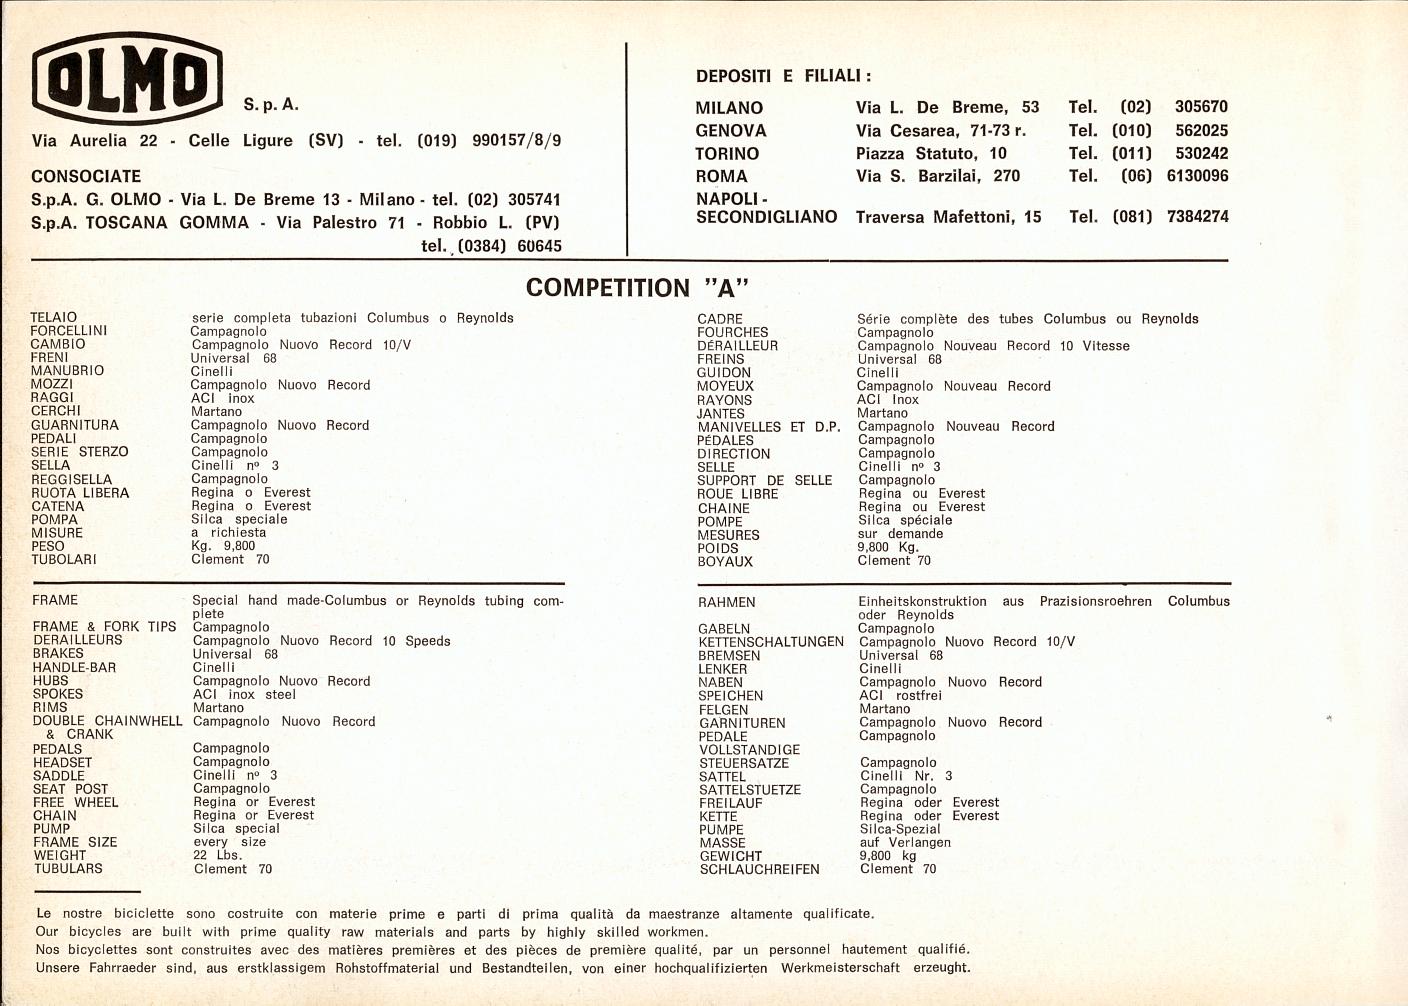 OLMO S.p.A.
Via Aurelia 22 - Celle Ligure (SV) - tel. (019) 990157/8/9
CONSOCIATE
S.p.A. G. OLMO - Via L. De Breme 13 - Milano - tel. (02) 305741
S.p.A. TOSCANA GOMMA - Via Palestro 71 - Robbio L. (PV)
tel. (0384) 60645
DEPOSITI E FILIALI :
MILANO Via L. De Breme, 53 Tel. (02) 305670
GENOVA Via Cesarea, 71-73 r. Tel. (010) 562025
TORINO Piazza Statuto, 10 Tel. (011) 530242
ROMA Via S. Barzilai, 270 Tel. (06) 6130096
NAPOLI -
SECONDIGLIANO Traversa Mafettoni, 15 Tel. (081) 7384274
COMPETITION "A"
TELAIO serie completa tubazioni Columbus o Reynolds
FORCELLINI Campagnolo
CAMBIO Campagnolo Nuovo Record 10/V
FRENI Universal 68
MANUBRIO Cinelli
MOZZI Campagnolo Nuovo Record
RAGGI ACI inox
CERCHI Martano
GUARNITURA Campagnolo Nuovo Record
PEDALI Campagnolo
SERIE STERZO Campagnolo
SELLA Cinelli nº 3
REGGISELLA Campagnolo
RUOTA LIBERA Regina o Everest
CATENA Regina o Everest
POMPA Silca speciale
MISURE a richiesta
PESO Kg. 9,800
TUBOLARI Clement 70
CADRE Série complète des tubes Columbus ou Reynolds
FOURCHES Campagnolo
DÉRAILLEUR Campagnolo Nouveau Record 10 Vitesse
FREINS Universal 68
GUIDON Cinelli
MOYEUX Campagnolo Nouveau Record
RAYONS ACI Inox
JANTES Martano
MANIVELLES ET D.P. Campagnolo Nouveau Record
PÉDALES Campagnolo
DIRECTION Campagnolo
SELLE Cinelli nº 3
SUPPORT DE SELLE Campagnolo
ROUE LIBRE Regina ou Everest
CHAINE Regina ou Everest
POMPE Silca spéciale
MESURES sur demande
POIDS 9,800 Kg.
BOYAUX Clement 70
FRAME Special hand made-Columbus or Reynolds tubing com-
plete
FRAME & FORK TIPS Campagnolo
DERAILLEURS Campagnolo Nuovo Record 10 Speeds
BRAKES Universal 68
HANDLE-BAR Cinelli
HUBS Campagnolo Nuovo Record
SPOKES ACI inox steel
RIMS Martano
DOUBLE CHAINWHELL Campagnolo Nuovo Record
& CRANK
PEDALS Campagnolo
HEADSET Campagnolo
SADDLE Cinelli nº 3
SEAT POST Campagnolo
FREE WHEEL Regina or Everest
CHAIN Regina or Everest
PUMP Silca special
FRAME SIZE every size
WEIGHT 22 Lbs.
TUBULARS Clement 70
RAHMEN Einheitskonstruktion aus Prazisionsroehren Columbus
oder Reynolds
GABELN Campagnolo
KETTENSCHALTUNGEN Campagnolo Nuovo Record 10/V
BREMSEN Universal 68
LENKER Cinelli
NABEN Campagnolo Nuovo Record
SPEICHEN ACI rostfrei
FELGEN Martano
GARNITUREN Campagnolo Nuovo Record
PEDALE Campagnolo
VOLLSTANDIGE
STEUERSATZE Campagnolo
SATTEL Cinelli Nr. 3
SATTELSTUETZE Campagnolo
FREILAUF Regina oder Everest
KETTE Regina oder Everest
PUMPE Silca-Spezial
MASSE auf Verlangen
GEWICHT 9,800 kg
SCHLAUCHREIFEN Clement 70
Le nostre biciclette sono costruite con materie prime e parti di prima qualità da maestranze altamente qualificate.
Our bicycles are built with prime quality raw materials and parts by highly skilled workmen.
Nos bicyclettes sont construites avec des matières premières et des pièces de première qualité, par un personnel hautement qualifié.
Unsere Fahrraeder sind, aus erstklassigem Rohstoffmaterial und Bestandteilen, von einer hochqualifizierten Werkmeisterschaft erzeught.